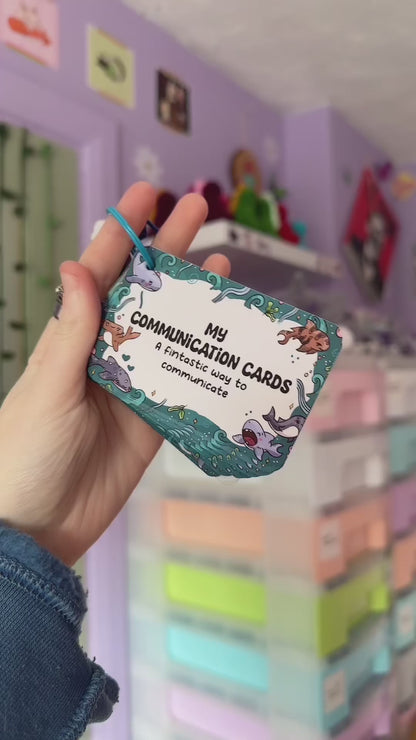 MY
COMMUNiCATiON CARDS
A fintastic way to
communicate